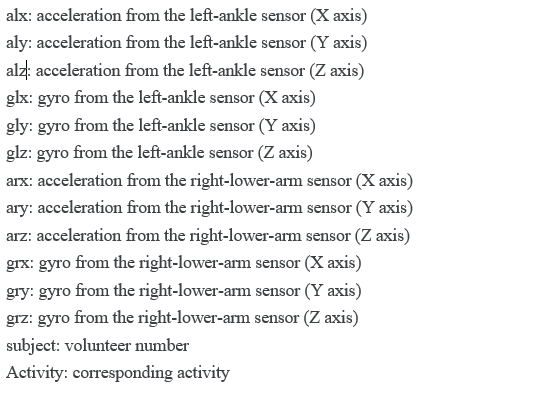 alx: acceleration from the left-ankle sensor (X axis)
aly: acceleration from the left-ankle sensor (Y axis)
alz: acceleration from the left-ankle sensor (Z axis)
glx: gyro from the left-ankle sensor (X axis)
gly: gyro from the left-ankle sensor (Y axis)
glz: gyro from the left-ankle sensor (Z axis)
arx: acceleration from the right-lower-arm sensor (X axis)
ary: acceleration from the right-lower-arm sensor (Y axis)
arz: acceleration from the right-lower-arm sensor (Z axis)
grx: gyro from the right-lower-arm sensor (X axis)
gry: gyro from the right-lower-arm sensor (Y axis)
grz: gyro from the right-lower-arm sensor (Z axis)
subject: volunteer number
Activity: corresponding activity